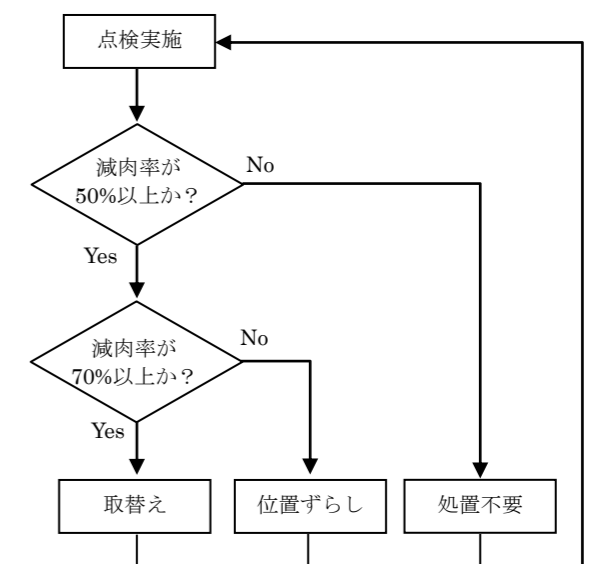 点検実施
減肉率が
50%以上か？
No
Yes
減肉率が
70%以上か？
No
Yes
取替え
位置ずらし
処置不要